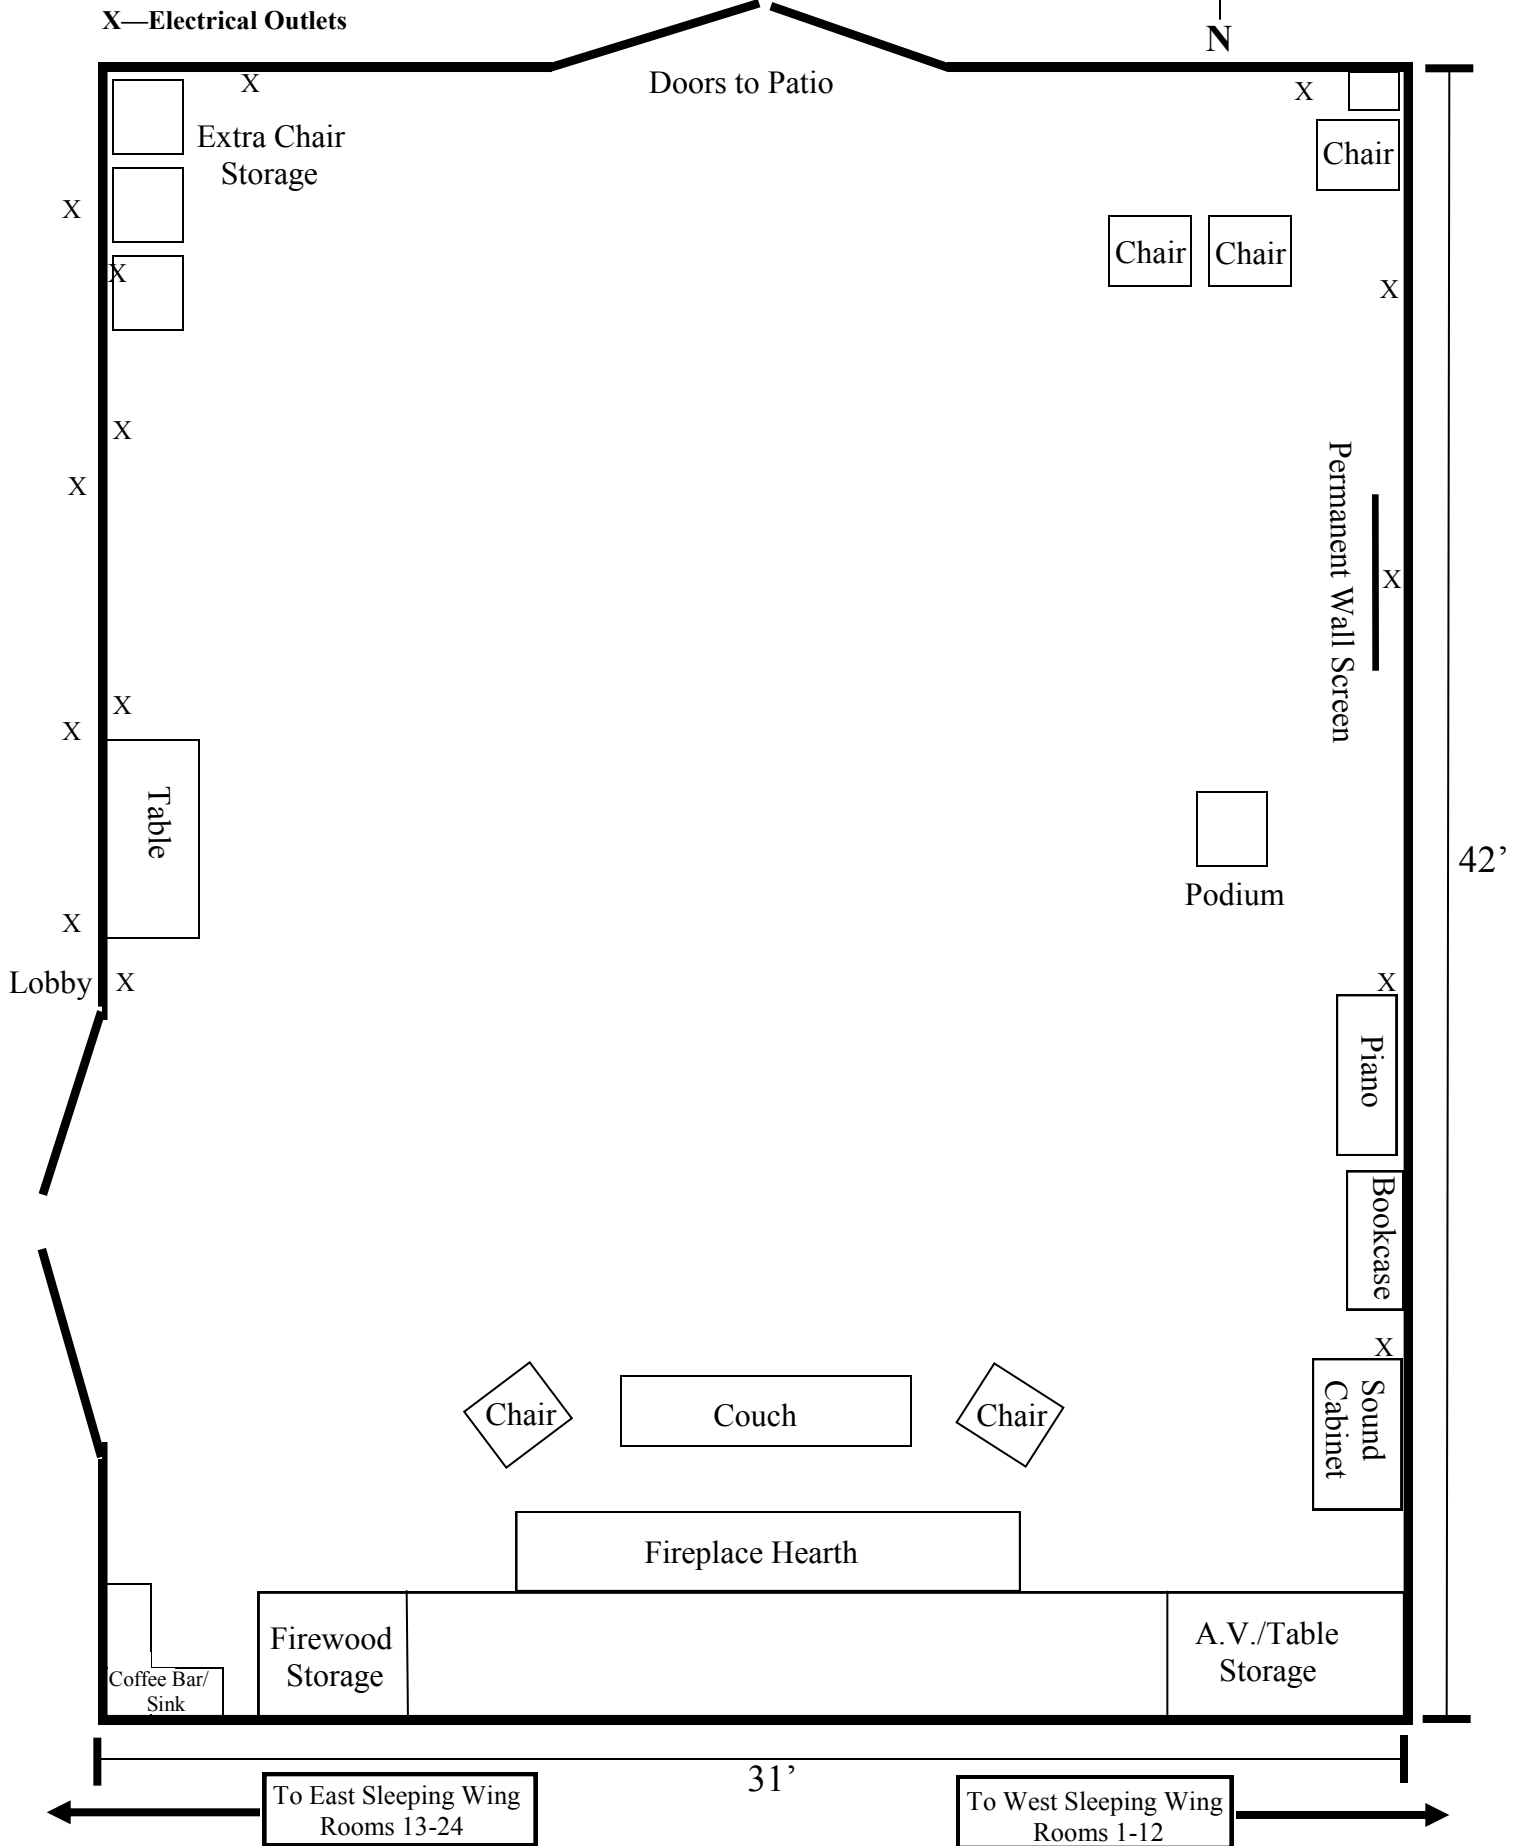 X—Electrical Outlets
N
X
Doors to Patio
X
Extra Chair
Storage
Chair
X
Chair
Chair
X
X
X
X
Permanent Wall Screen
X
X
X
Table
Podium
42’
X
Lobby
X
X
Piano
Bookcase
X
Sound
Cabinet
Chair
Couch
Chair
Fireplace Hearth
Firewood
Storage
A.V./Table
Storage
Coffee Bar/
Sink
31’
To East Sleeping Wing
Rooms 13-24
To West Sleeping Wing
Rooms 1-12